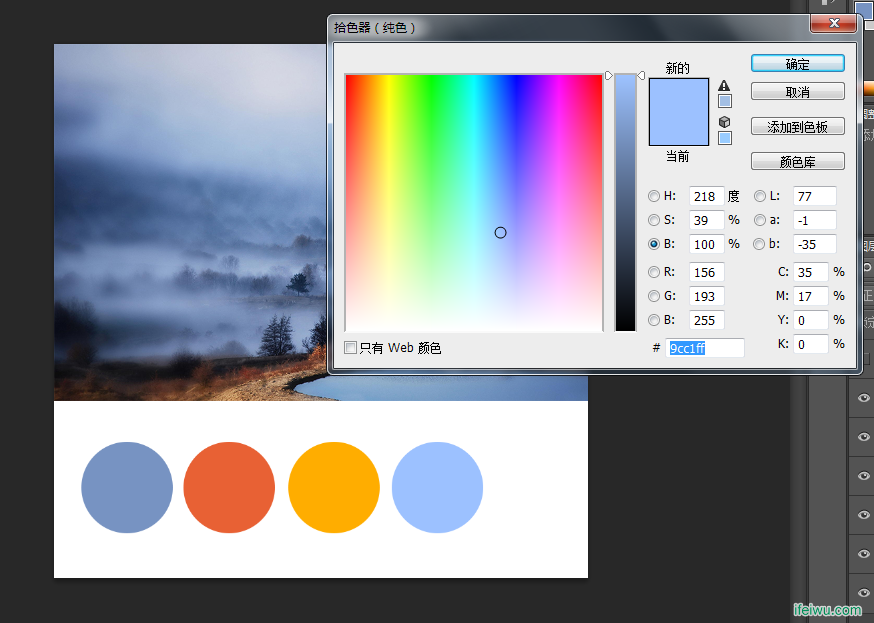 拾色器（纯色）
新的
当前
确定
取消
添加到色板
颜色库
H: 218 度
S: 39 %
B: 100 %
R: 156
G: 193
B: 255
# 9cc1ff
L: 77
a: -1
b: -35
C: 35 %
M: 17 %
Y: 0 %
K: 0 %
只有 Web 颜色
ifeiwu.com